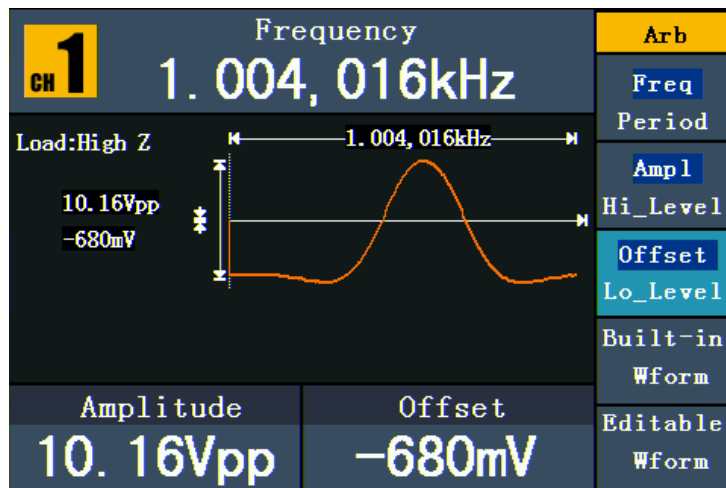 CH 1
Frequency
1.004,016kHz
Load:High Z
1.004,016kHz
10.16Vpp
-680mV
Amplitude
10.16Vpp
Offset
-680mV
Arb
Freq
Period
Ampl
Hi_Level
Offset
Lo_Level
Built-in
Wform
Editable
Wform